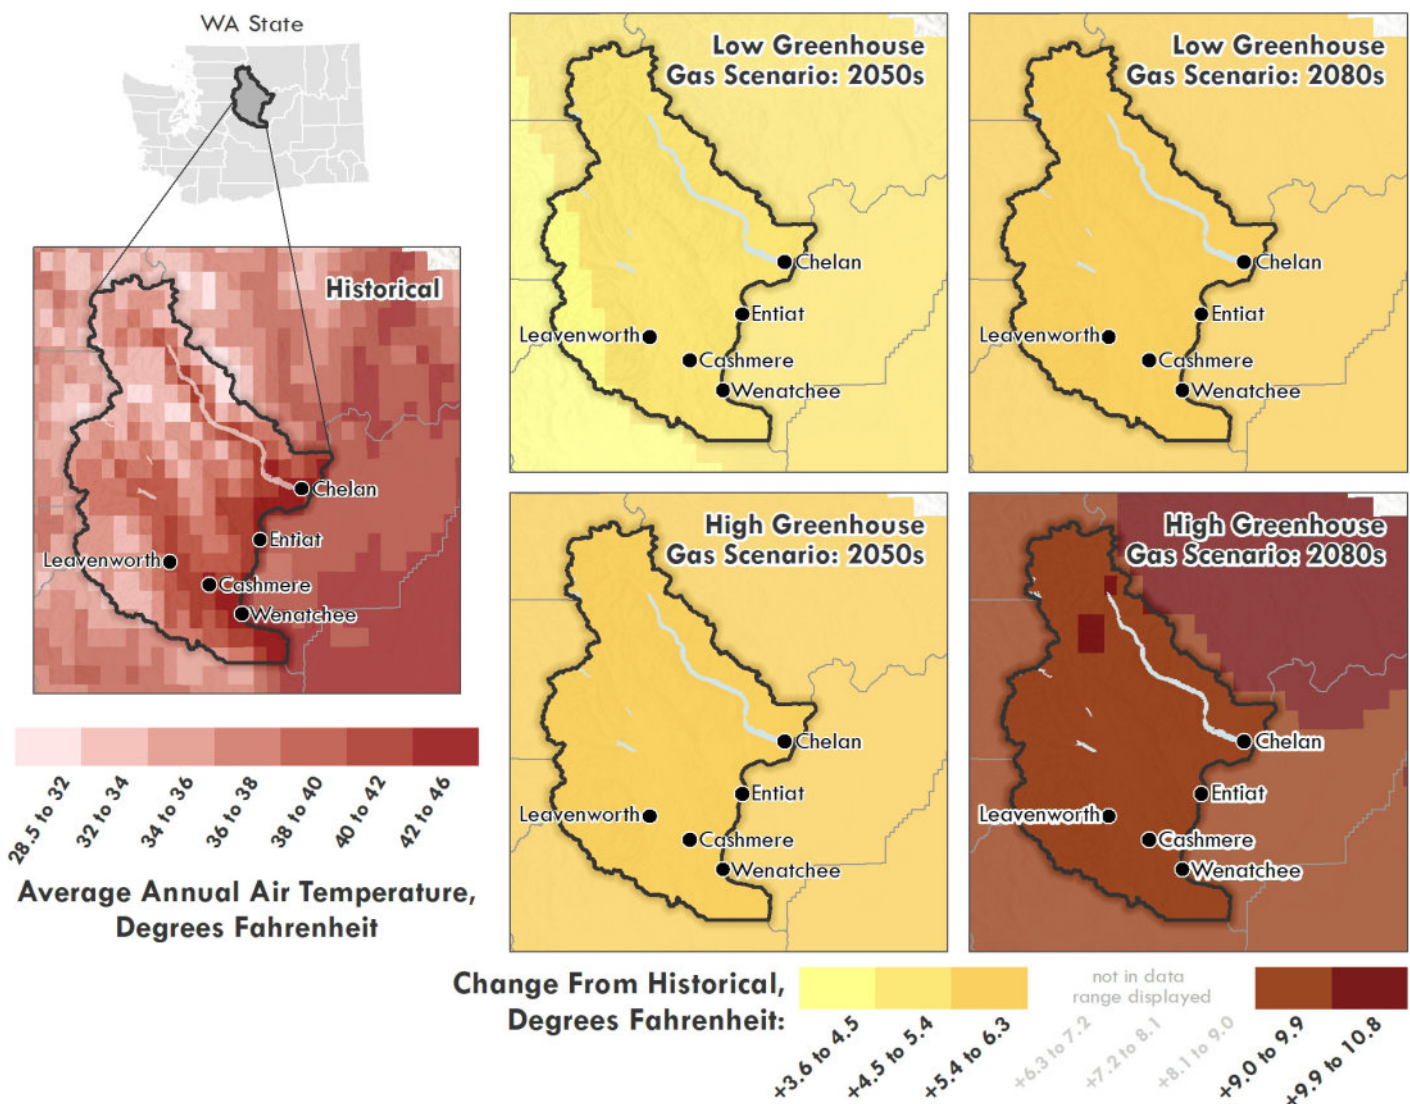 WA State
Historical
Chelan
Entiat
Leavenworth
Cashmere
Wenatchee
28.5 to 32
32 to 34
34 to 36
36 to 38
38 to 40
40 to 42
42 to 46
Average Annual Air Temperature,
Degrees Fahrenheit
Low Greenhouse
Gas Scenario: 2050s
Chelan
Entiat
Leavenworth
Cashmere
Wenatchee
Low Greenhouse
Gas Scenario: 2080s
Chelan
Entiat
Leavenworth
Cashmere
Wenatchee
High Greenhouse
Gas Scenario: 2050s
Chelan
Entiat
Leavenworth
Cashmere
Wenatchee
High Greenhouse
Gas Scenario: 2080s
Chelan
Entiat
Leavenworth
Cashmere
Wenatchee
Change From Historical,
Degrees Fahrenheit:
not in data
range displayed
+3.6 to 4.5
+4.5 to 5.4
+5.4 to 6.3
+6.3 to 7.2
+7.2 to 8.1
+8.1 to 9.0
+9.0 to 9.9
+9.9 to 10.8